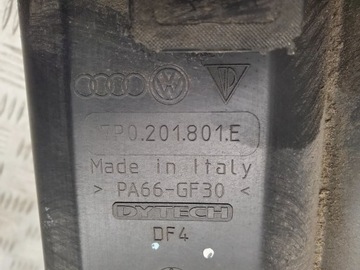 7P0.201.801.E
Made in Italy
> PA66-GF30 <
DYTECH
DF4